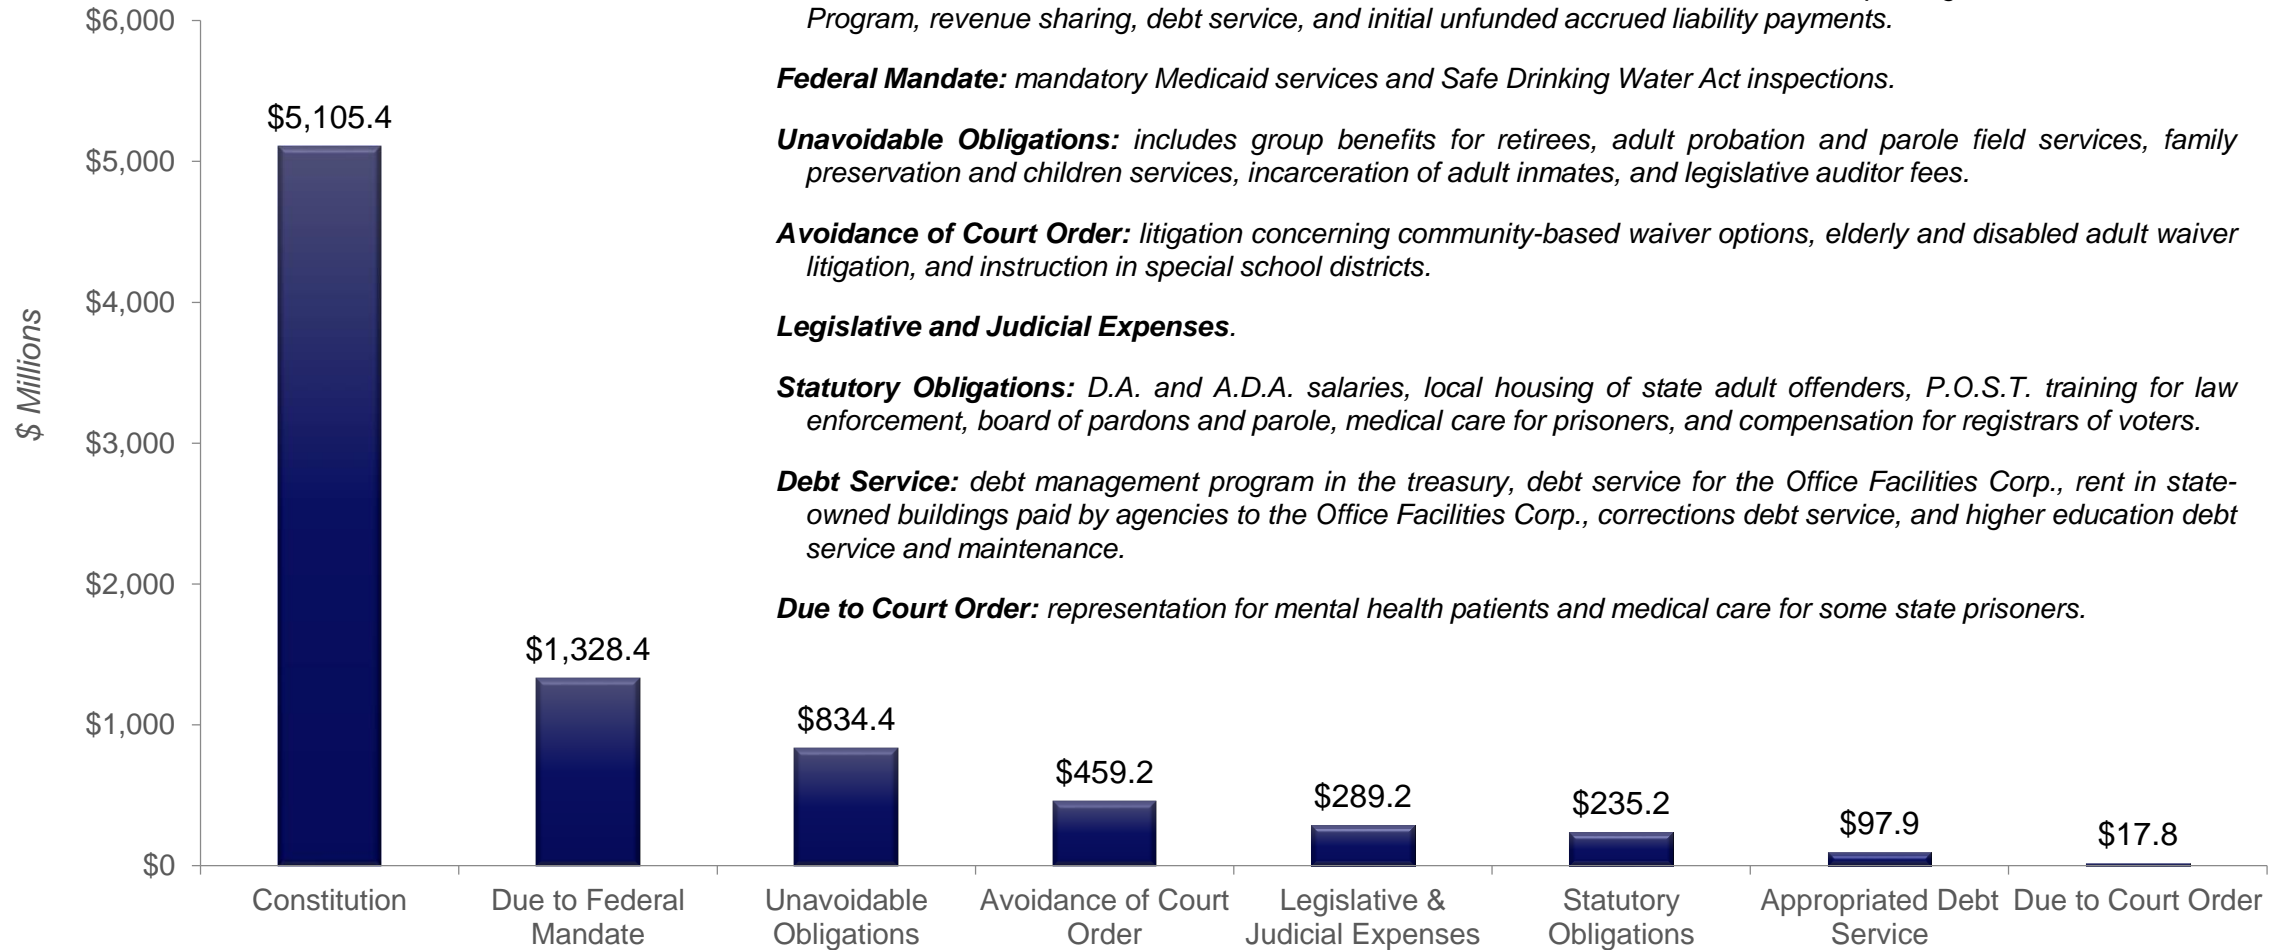 Program, revenue sharing, debt service, and initial unfunded accrued liability payments.
Federal Mandate: mandatory Medicaid services and Safe Drinking Water Act inspections.
Unavoidable Obligations: includes group benefits for retirees, adult probation and parole field services, family
preservation and children services, incarceration of adult inmates, and legislative auditor fees.
Avoidance of Court Order: litigation concerning community-based waiver options, elderly and disabled adult waiver
litigation, and instruction in special school districts.
Legislative and Judicial Expenses.
Statutory Obligations: D.A. and A.D.A. salaries, local housing of state adult offenders, P.O.S.T. training for law
enforcement, board of pardons and parole, medical care for prisoners, and compensation for registrars of voters.
Debt Service: debt management program in the treasury, debt service for the Office Facilities Corp., rent in state-
owned buildings paid by agencies to the Office Facilities Corp., corrections debt service, and higher education debt
service and maintenance.
Due to Court Order: representation for mental health patients and medical care for some state prisoners.
$ Millions
$6,000
$5,000
$4,000
$3,000
$2,000
$1,000
$0
$5,105.4
$1,328.4
$834.4
$459.2
$289.2
$235.2
$97.9
$17.8
Constitution
Due to Federal
Mandate
Unavoidable
Obligations
Avoidance of Court
Order
Legislative &
Judicial Expenses
Statutory
Obligations
Appropriated Debt
Service
Due to Court Order